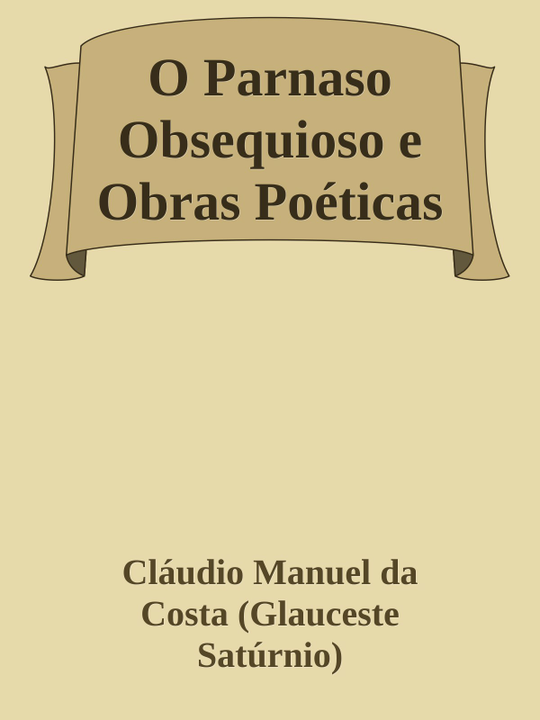 O Parnaso
Obsequioso e
Obras Poéticas
Cláudio Manuel da
Costa (Glauceste
Satúrnio)